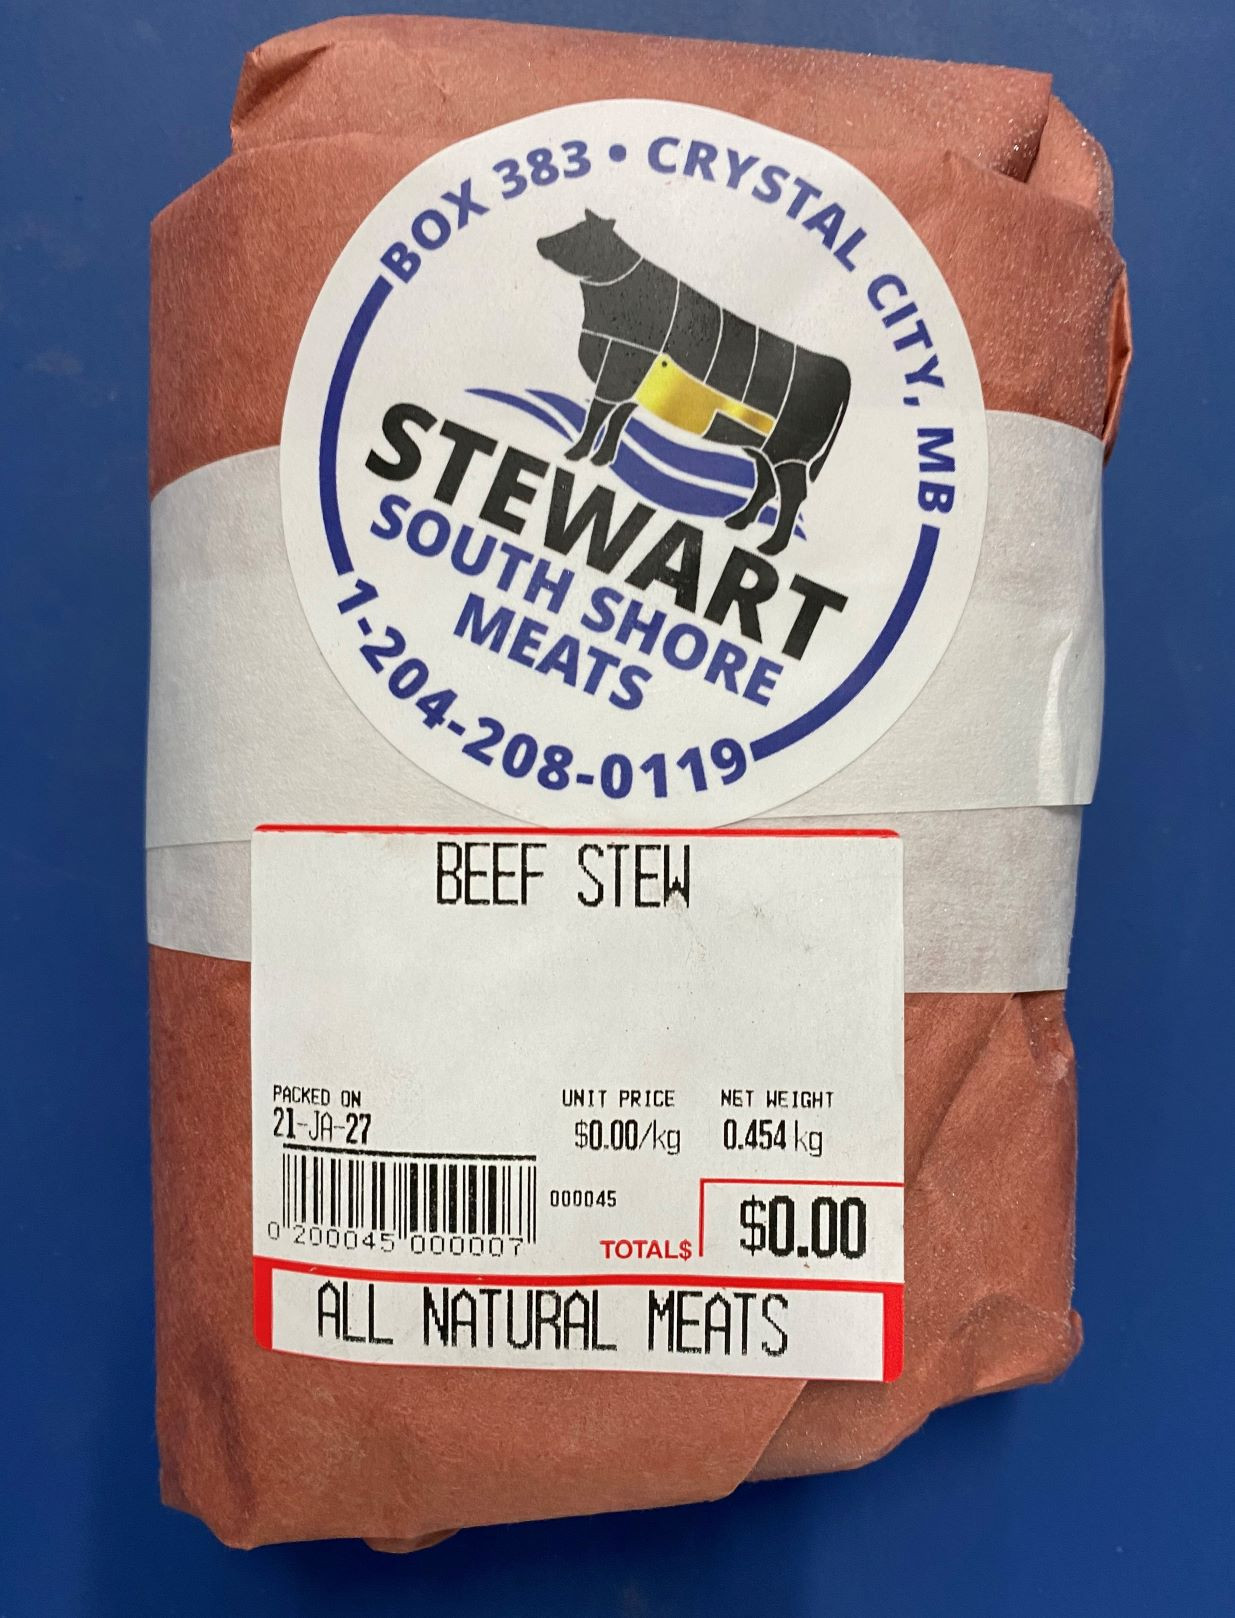 BOX 383 • CRYSTAL CITY, MB
STEWART
SOUTH SHORE
MEATS
1-204-208-0119
BEEF STEW
PACKED ON UNIT PRICE NET WEIGHT
21-JA-27 $0.00/kg 0.454 kg
000045
0 200045 000007
TOTAL$ $0.00
ALL NATURAL MEATS